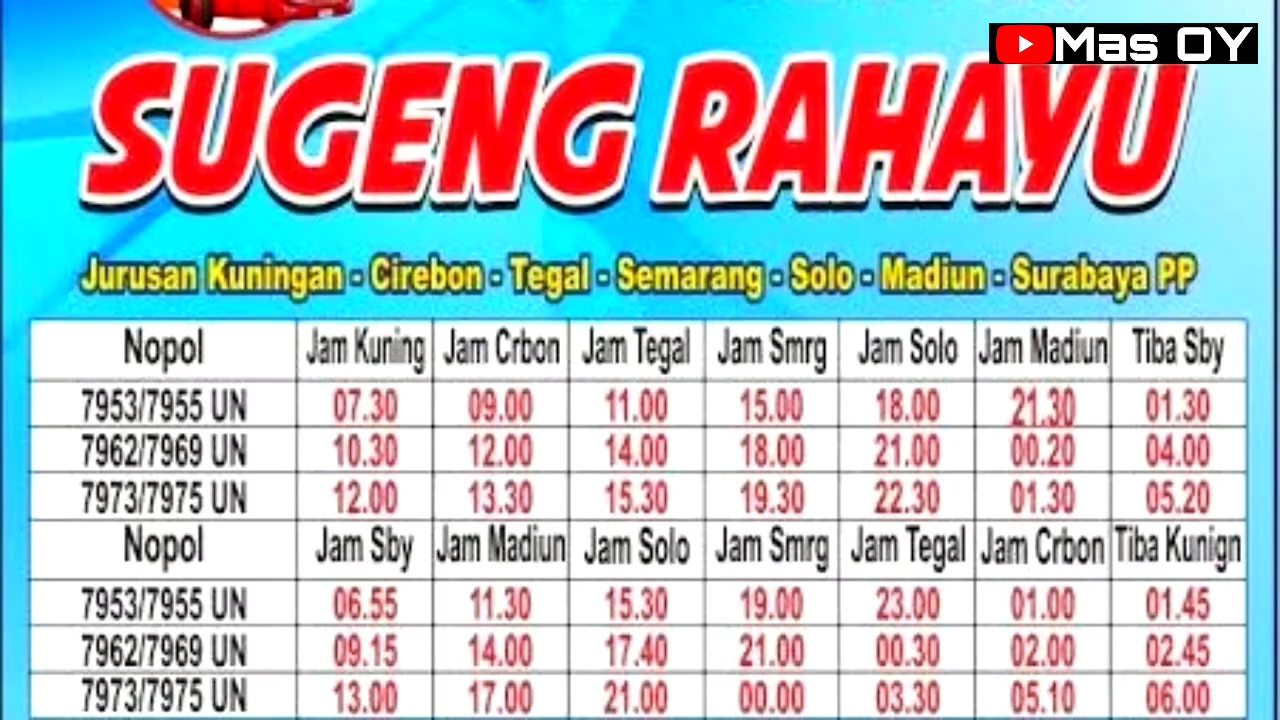 Mas OY
SUGENG RAHAYU
Jurusan Kuningan - Cirebon - Tegal - Semarang - Solo - Madiun - Surabaya PP
Nopol Jam Kuning Jam Crbon Jam Tegal Jam Smrg Jam Solo Jam Madiun Tiba Sby
7953/7955 UN 07.30 09.00 11.00 15.00 18.00 21.30 01.30
7962/7969 UN 10.30 12.00 14.00 18.00 21.00 00.20 04.00
7973/7975 UN 12.00 13.30 15.30 19.30 22.30 01.30 05.20
Nopol Jam Sby Jam Madiun Jam Solo Jam Smrg Jam Tegal Jam Crbon Tiba Kunign
7953/7955 UN 06.55 11.30 15.30 19.00 23.00 01.00 01.45
7962/7969 UN 09.15 14.00 17.40 21.00 00.30 02.00 02.45
7973/7975 UN 13.00 17.00 21.00 00.00 03.30 05.10 06.00